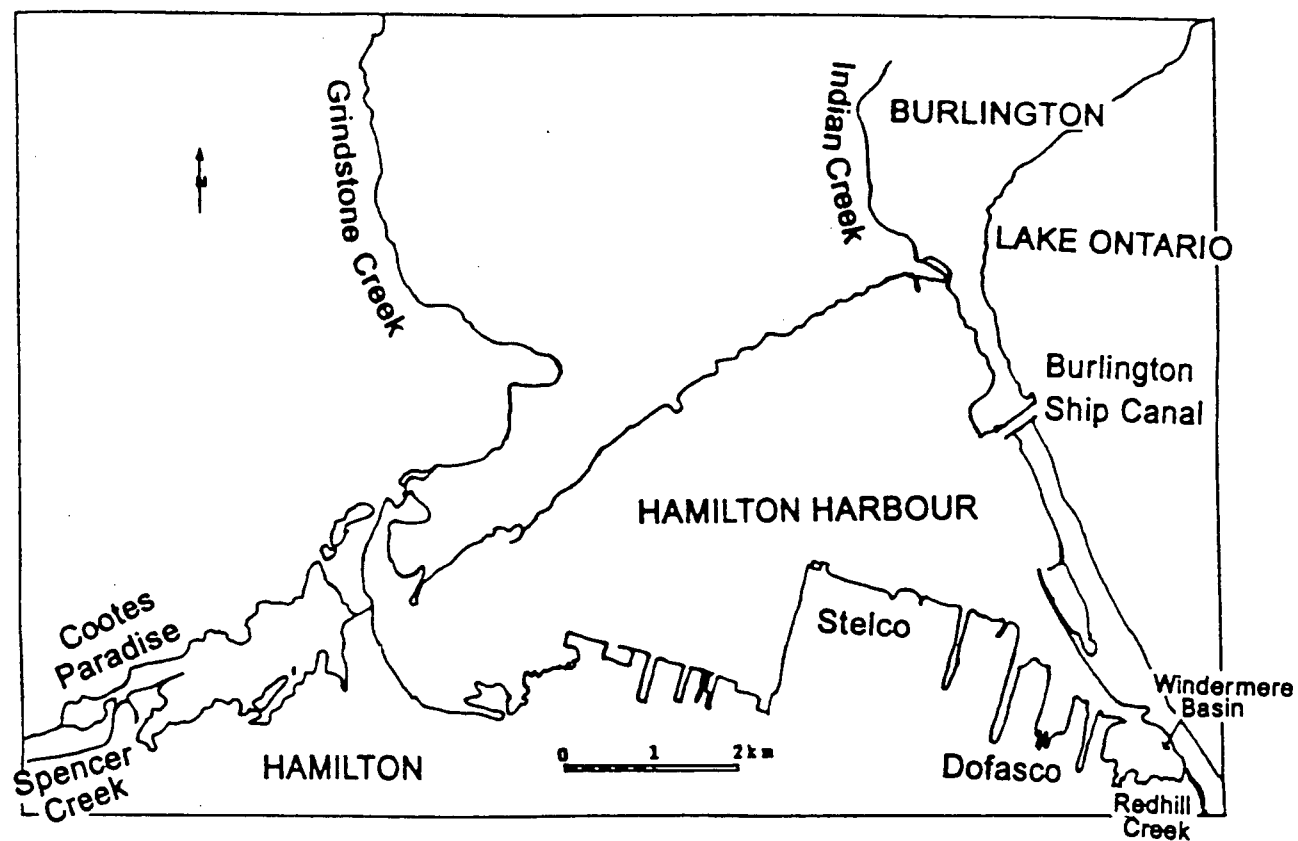 Grindstone Creek
Indian Creek
BURLINGTON
LAKE ONTARIO
Burlington
Ship Canal
HAMILTON HARBOUR
Cootes
Paradise
Stelco
Windermere
Basin
Spencer
Creek
HAMILTON
0 1 2 km
Dofasco
Redhill
Creek